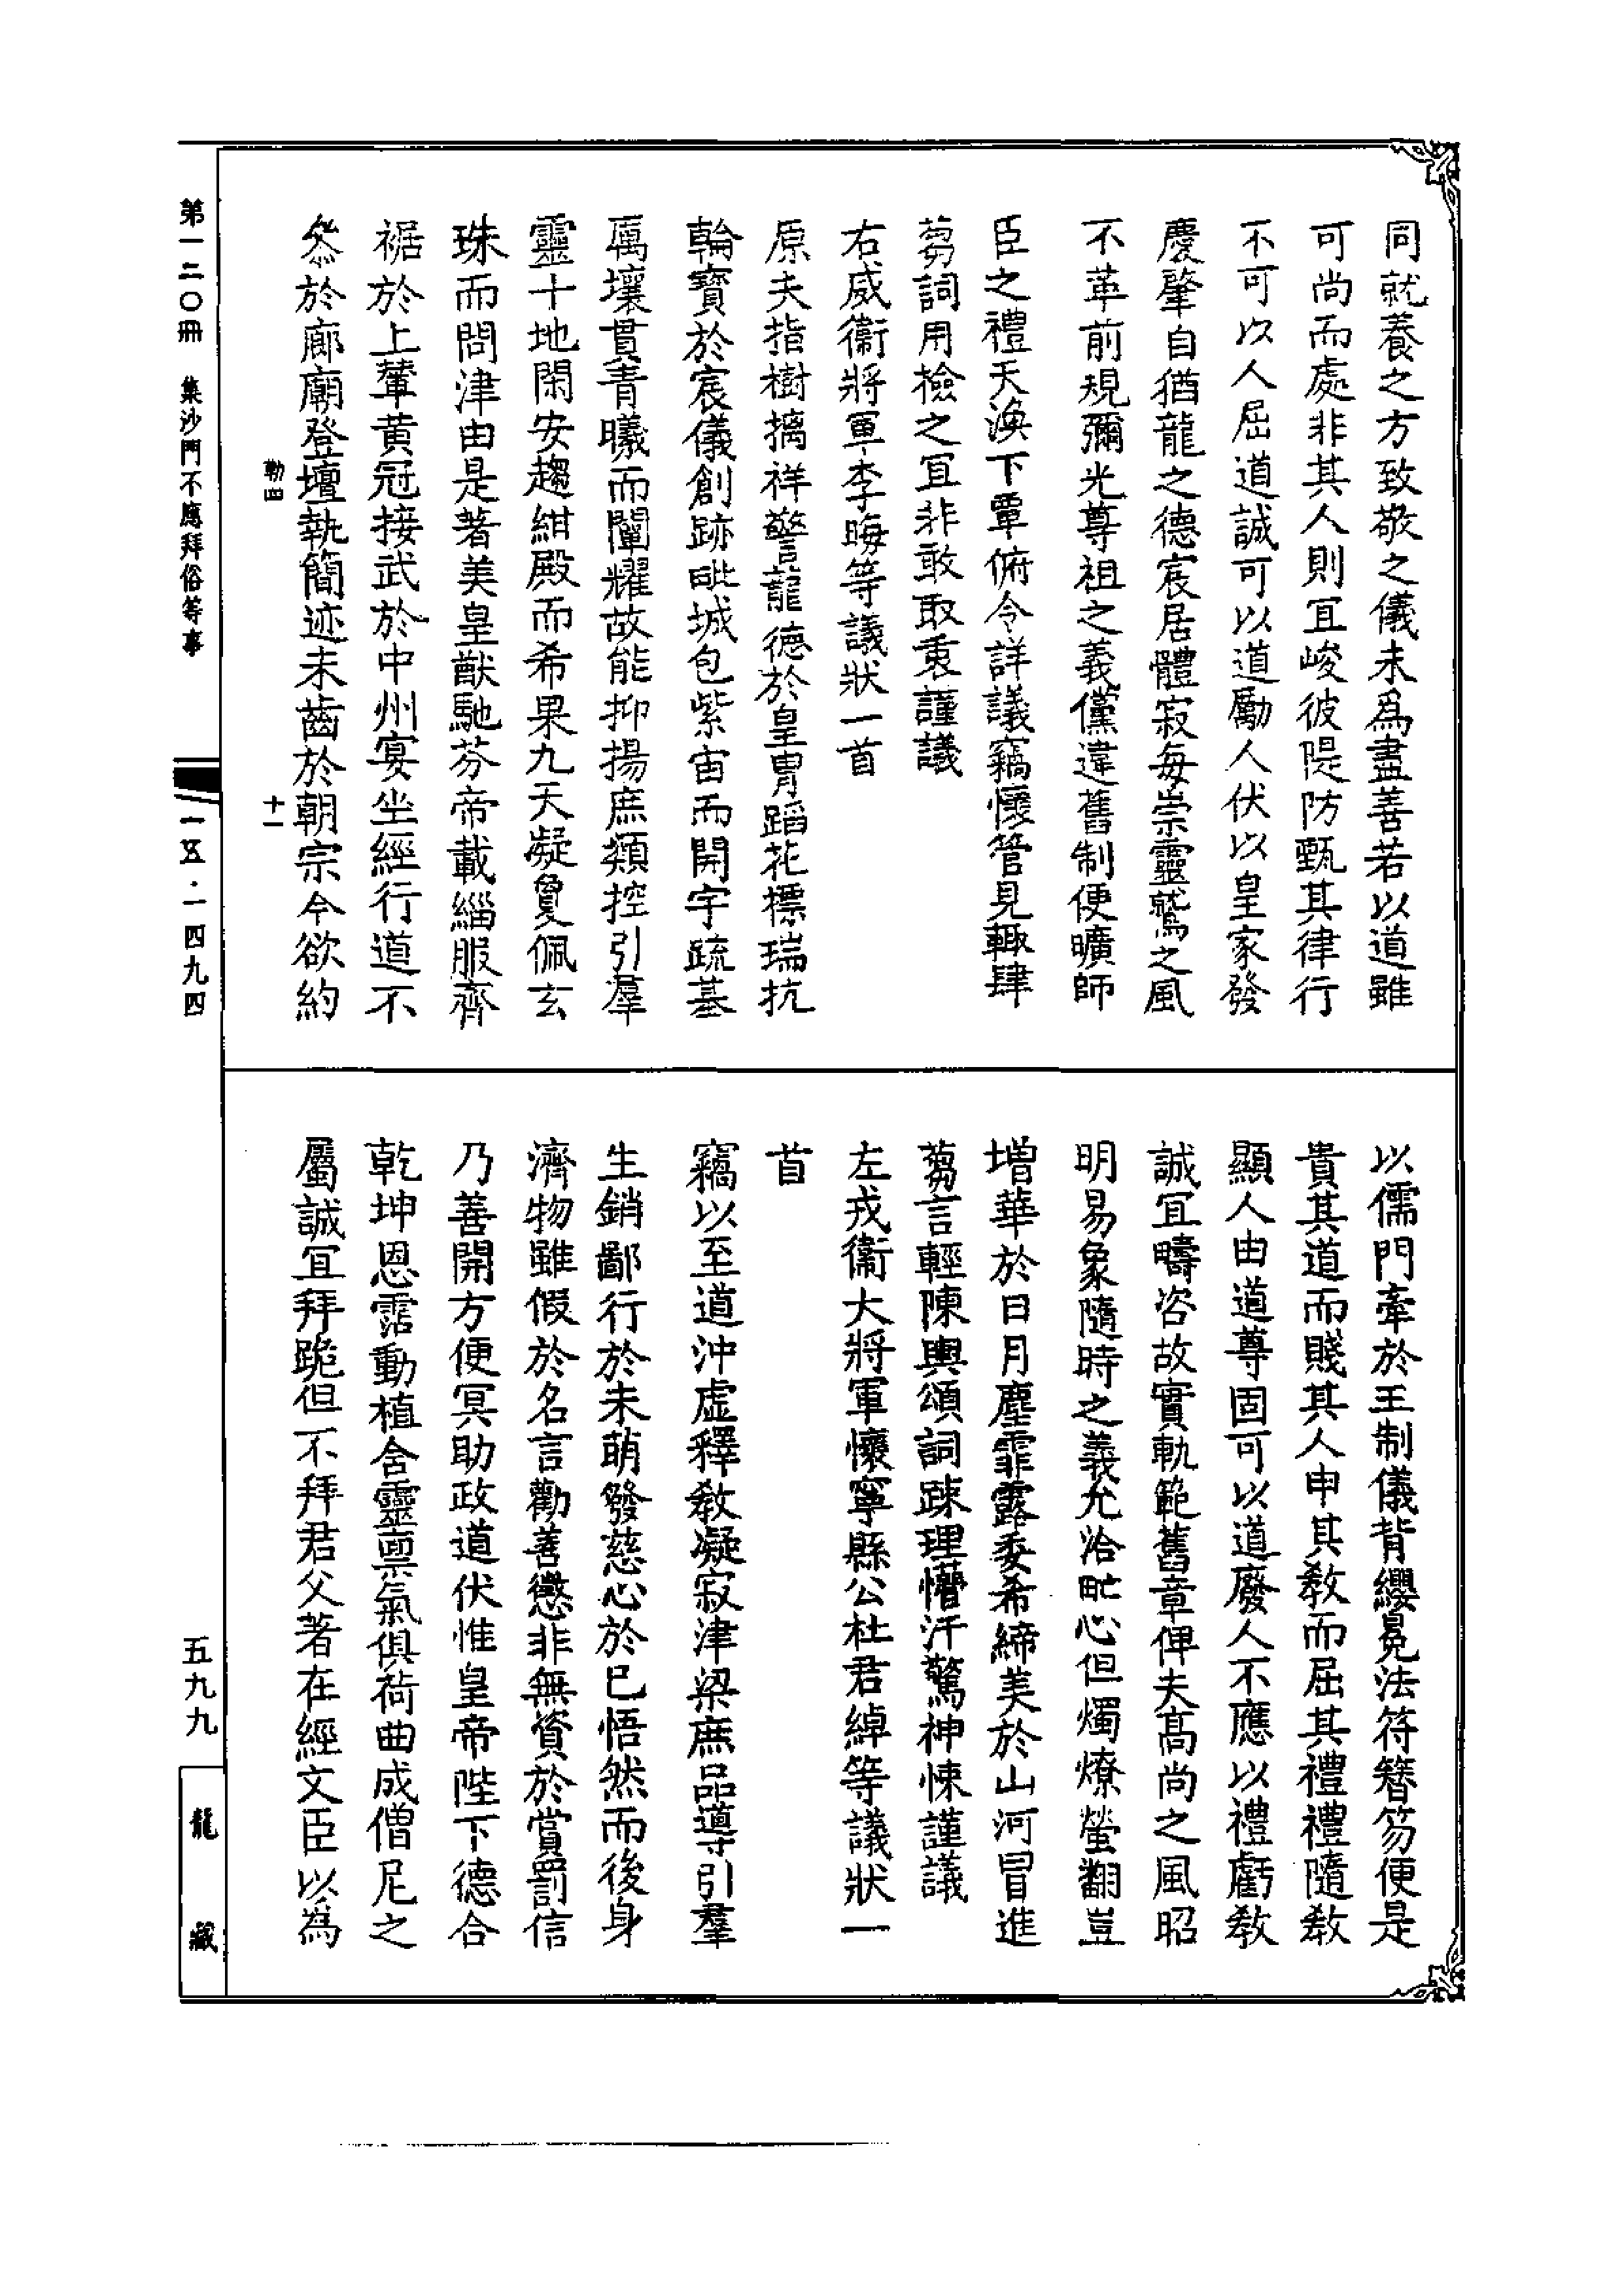 同就養之方致敬之儀未爲盡善若以道雖
可尚而處非其人則宜峻彼隄防甄其律行
不可以人屈道誠可以道勵人伏以皇家發
慶肇自猶龍之德宸居體寂每崇靈鷲之風
不革前規彌光尊祖之義儻違舊制便曠師
臣之禮天渙下覃俯令詳議竊懷管見輒肆
蒭詞用撿之宜非敢取衷謹議
右威衞將軍李晦等議狀一首
原夫指樹摛祥警龍德於皇胄蹈花標瑞抗
輪寶於宸儀創跡毗城包紫宙而開宇疏基
厲壤貫青曦而闡耀故能抑揚庶類控引羣
靈十地閑安趨紺殿而希果九天凝夐佩玄
珠而問津由是著美皇猷馳芬帝載緇服齊
裾於上輦黃冠接武於中州宴坐經行道不
忝於廊廟登壇執簡迹未齒於朝宗今欲約
勒四
十一
以儒門牽於王制儀背纓冕法符簪笏便是
貴其道而賤其人申其教而屈其禮禮隨教
顯人由道尊固可以道廢人不應以禮虧教
誠宜疇咨故實軌範舊章俾夫高尚之風昭
明易象隨時之義允洽甿心但燭燎螢翻豈
增華於日月塵霏露委希締美於山河冒進
蒭言輕陳輿頌詞踈理懵汗驚神悚謹議
左戎衞大將軍懷寧縣公杜君綽等議狀一
首
竊以至道沖虛釋教凝寂津梁庶品導引羣
生銷鄙行於未萌發慈心於已悟然而後身
濟物雖假於名言勸善懲非無資於賞罰信
乃善開方便冥助政道伏惟皇帝陛下德合
乾坤恩霑動植含靈禀氣俱荷曲成僧尼之
屬誠宜拜跪但不拜君父著在經文臣以為
第一二〇冊　集沙門不應拜俗等事
一五·一四九四
五九九
龍藏